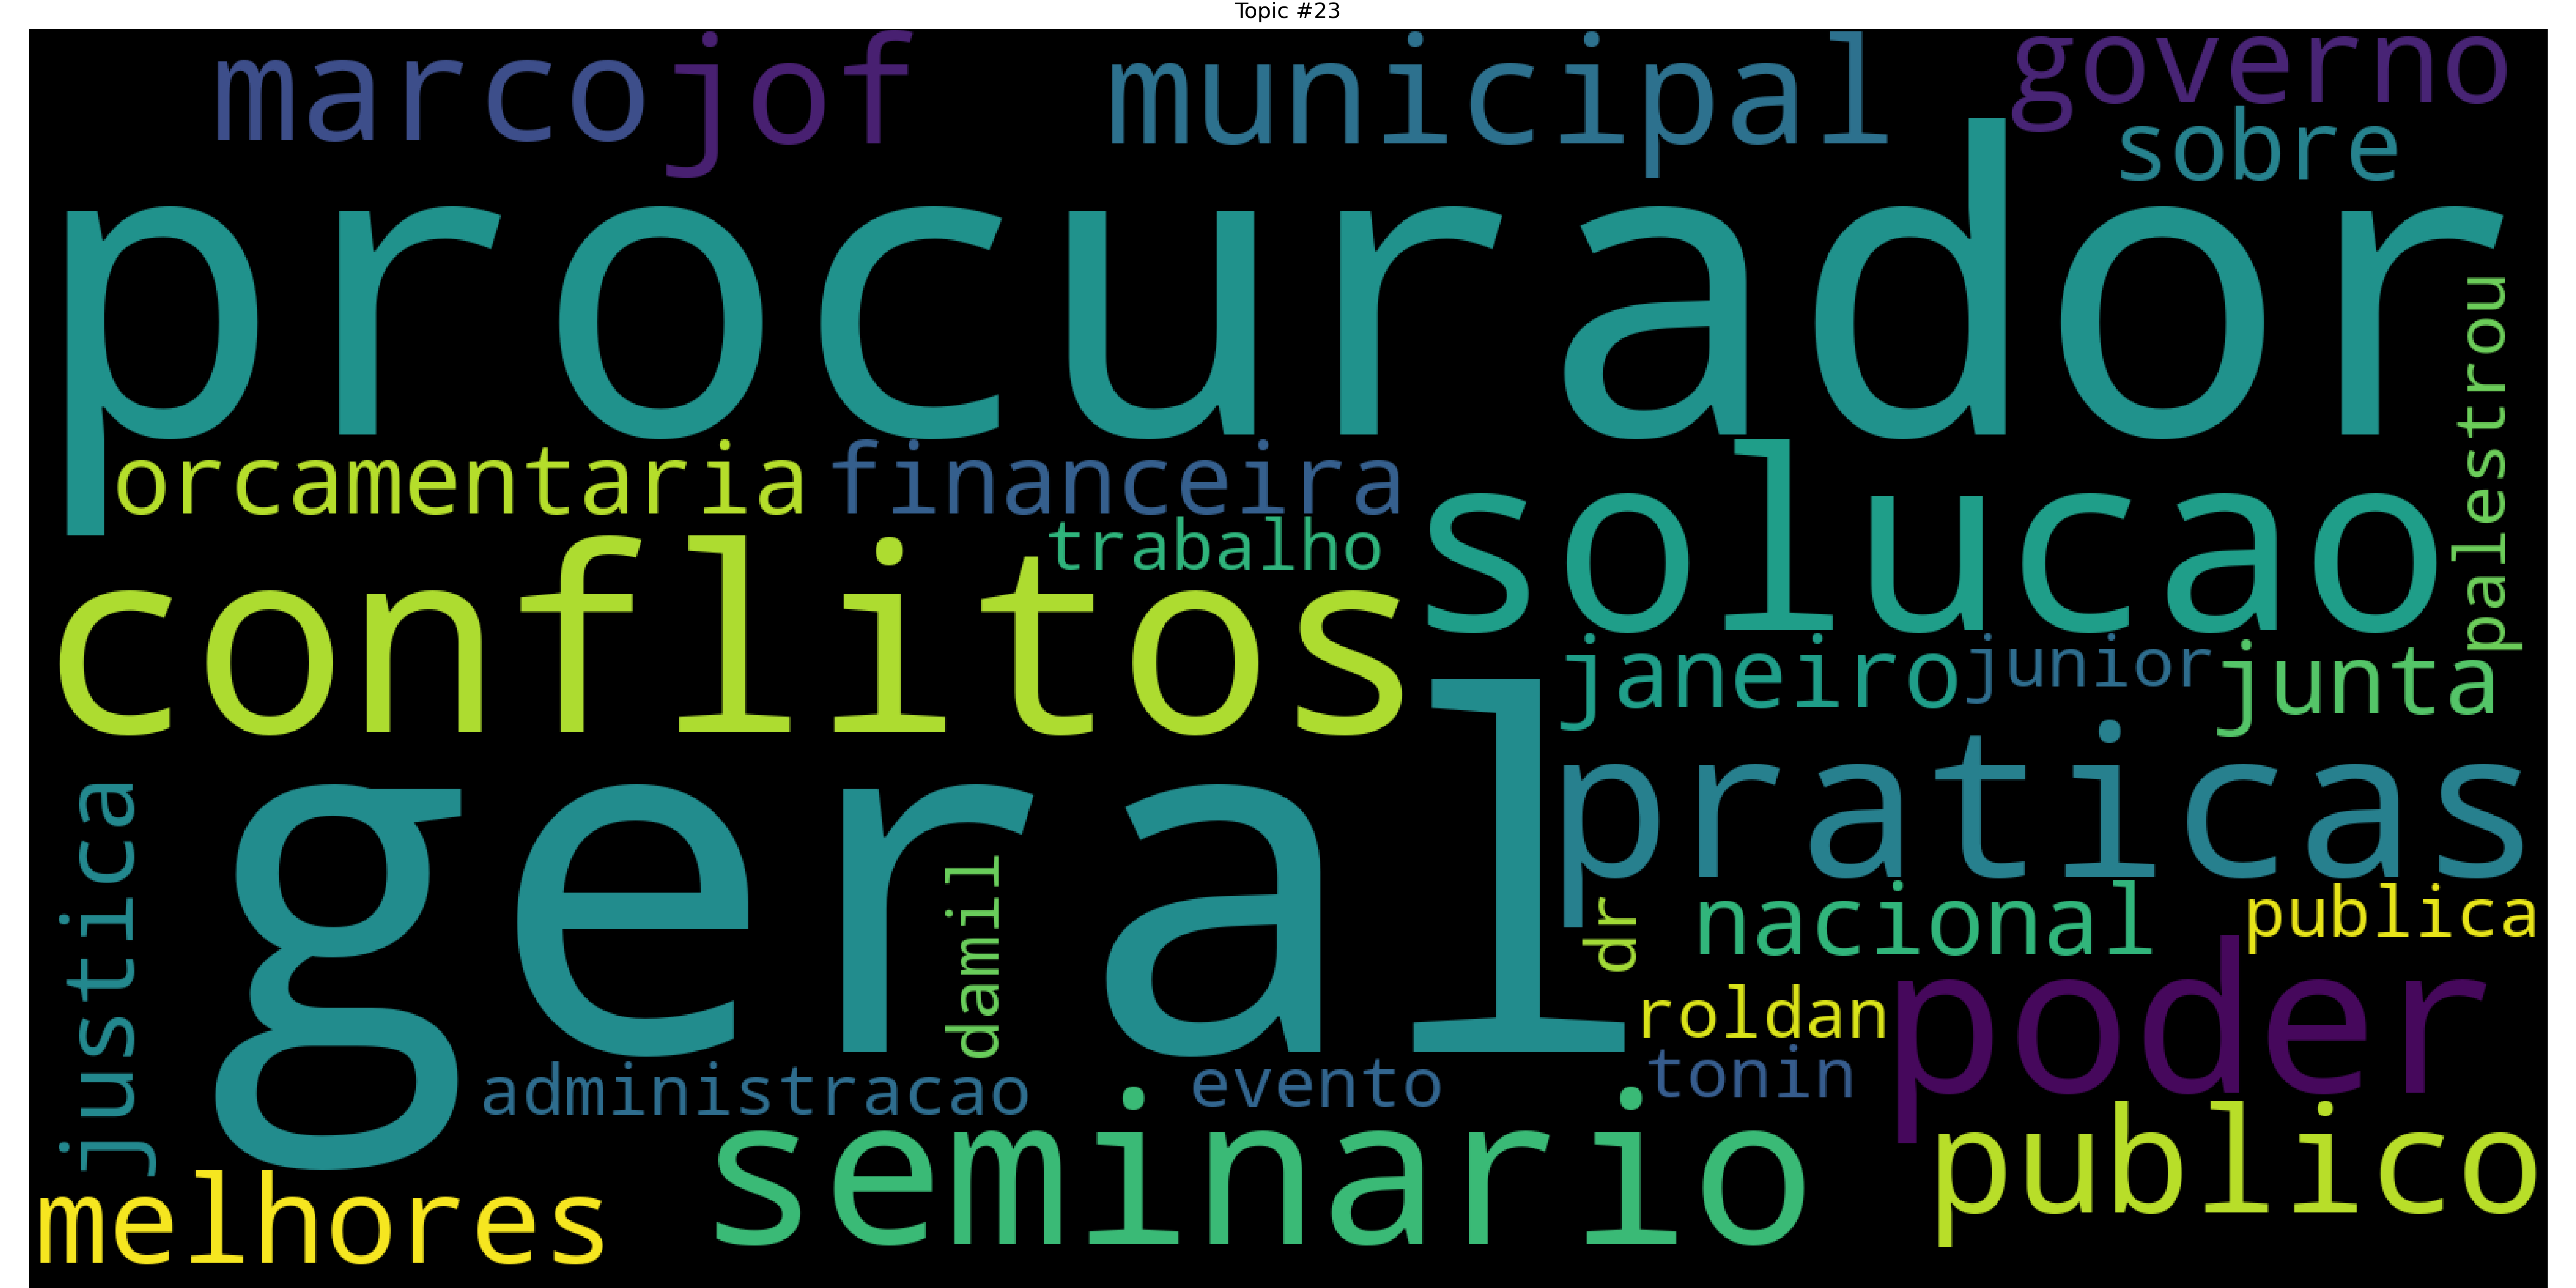 Topic #23
marco jof municipal governo
sobre
procurador
palestrou
orcamentaria financeira
trabalho
solucao
conflitos
janeiro junior junta
geral
praticas
justica
damil
dr
nacional publica
roldan
poder
tonin
administracao evento
seminario
publico
melhores